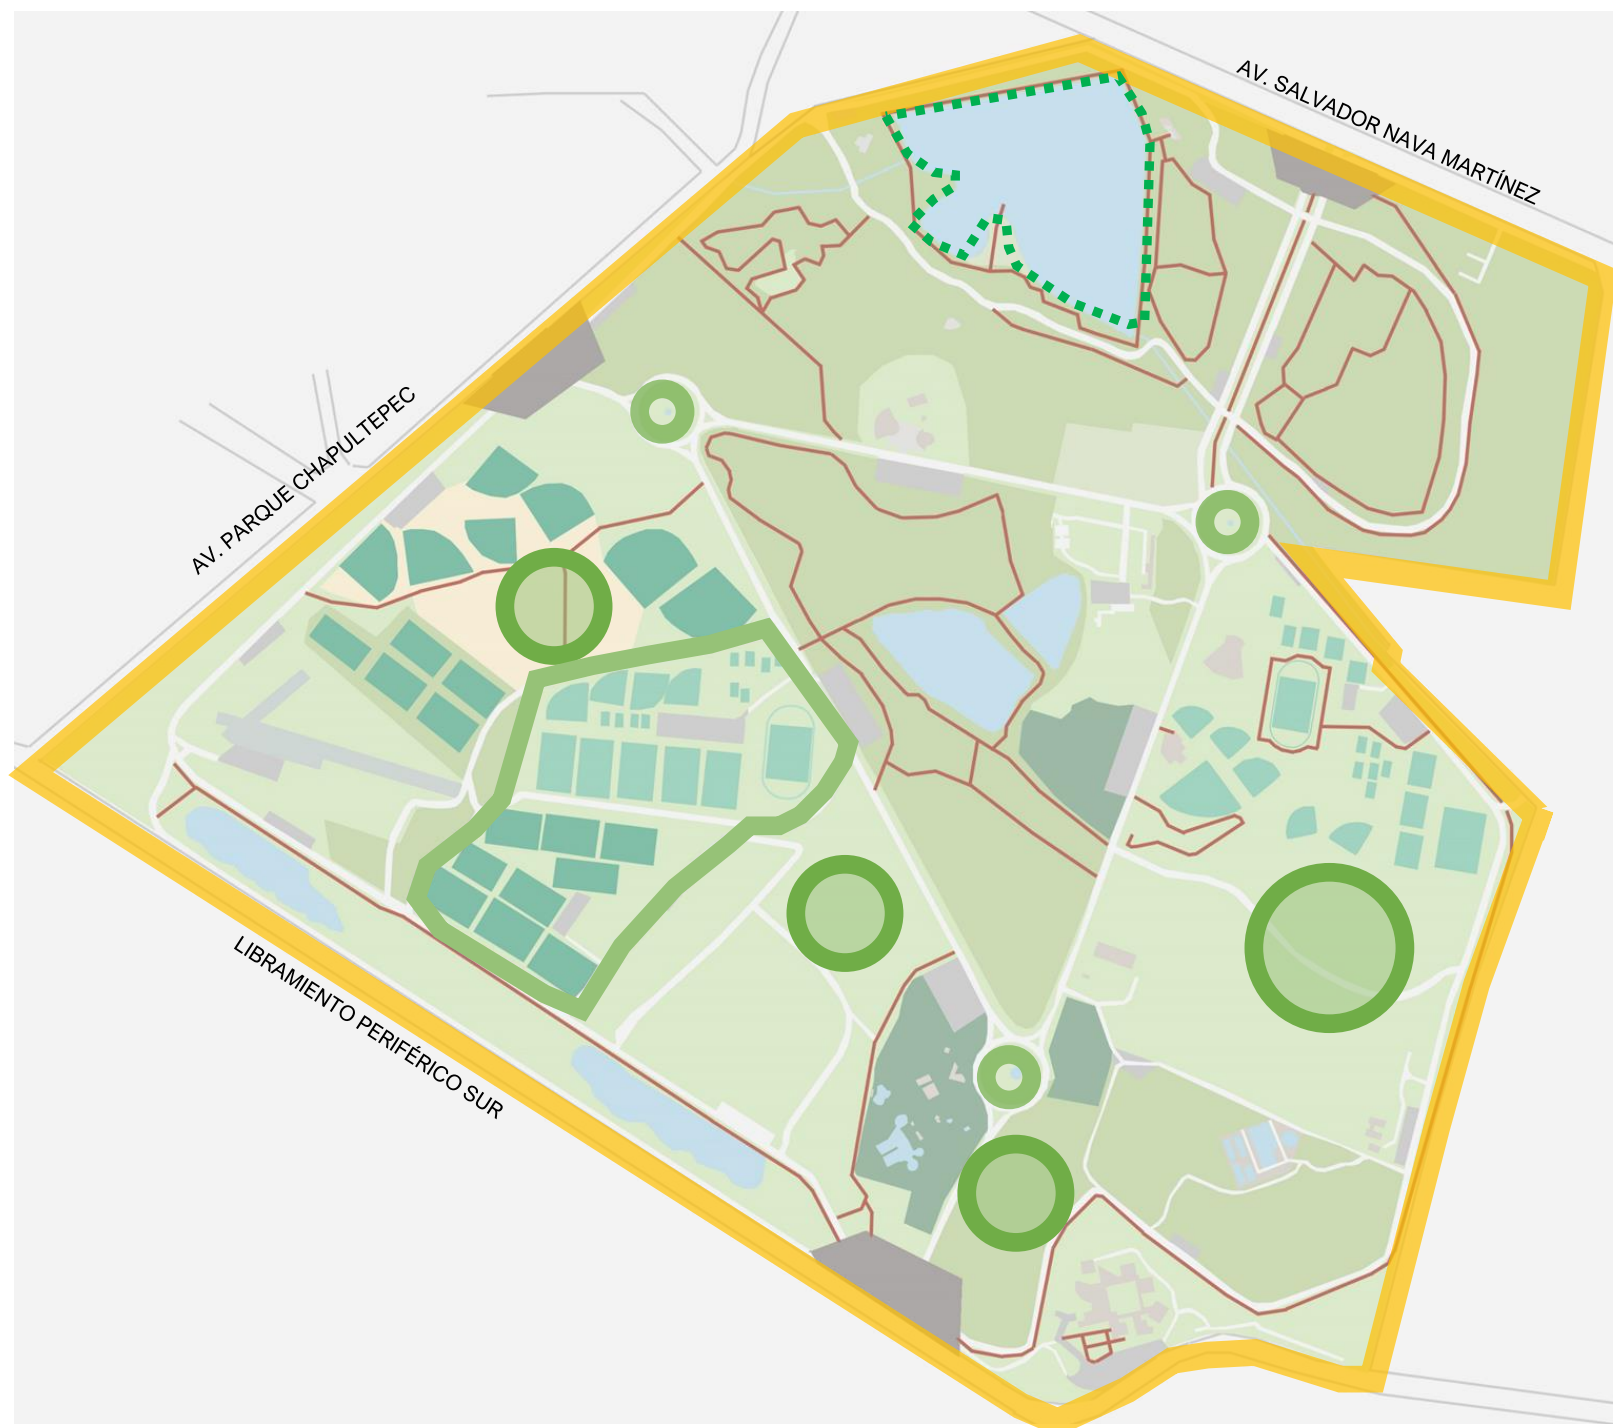 AV. SALVADOR NAVA MARTÍNEZ
AV. PARQUE CHAPULTEPEC
LIBRAMIENTO PERIFÉRICO SUR